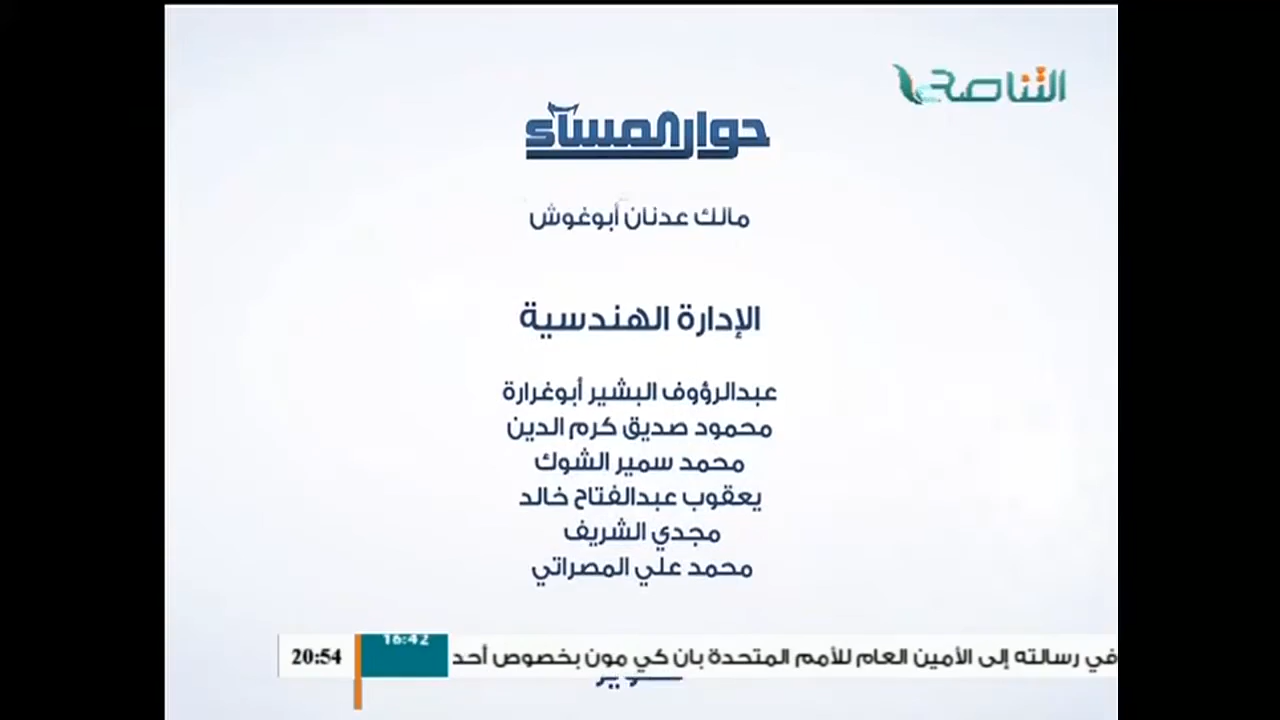 التناصح
حوار المساء
مالك عدنان أبوغوش
الإدارة الهندسية
عبدالرؤوف البشير أبوغرارة
محمود صديق كرم الدين
محمد سمير الشوك
يعقوب عبدالفتاح خالد
مجدي الشريف
محمد علي المصراتي
في رسالته إلى الأمين العام للأمم المتحدة بان كي مون بخصوص أحد
16:42
20:54